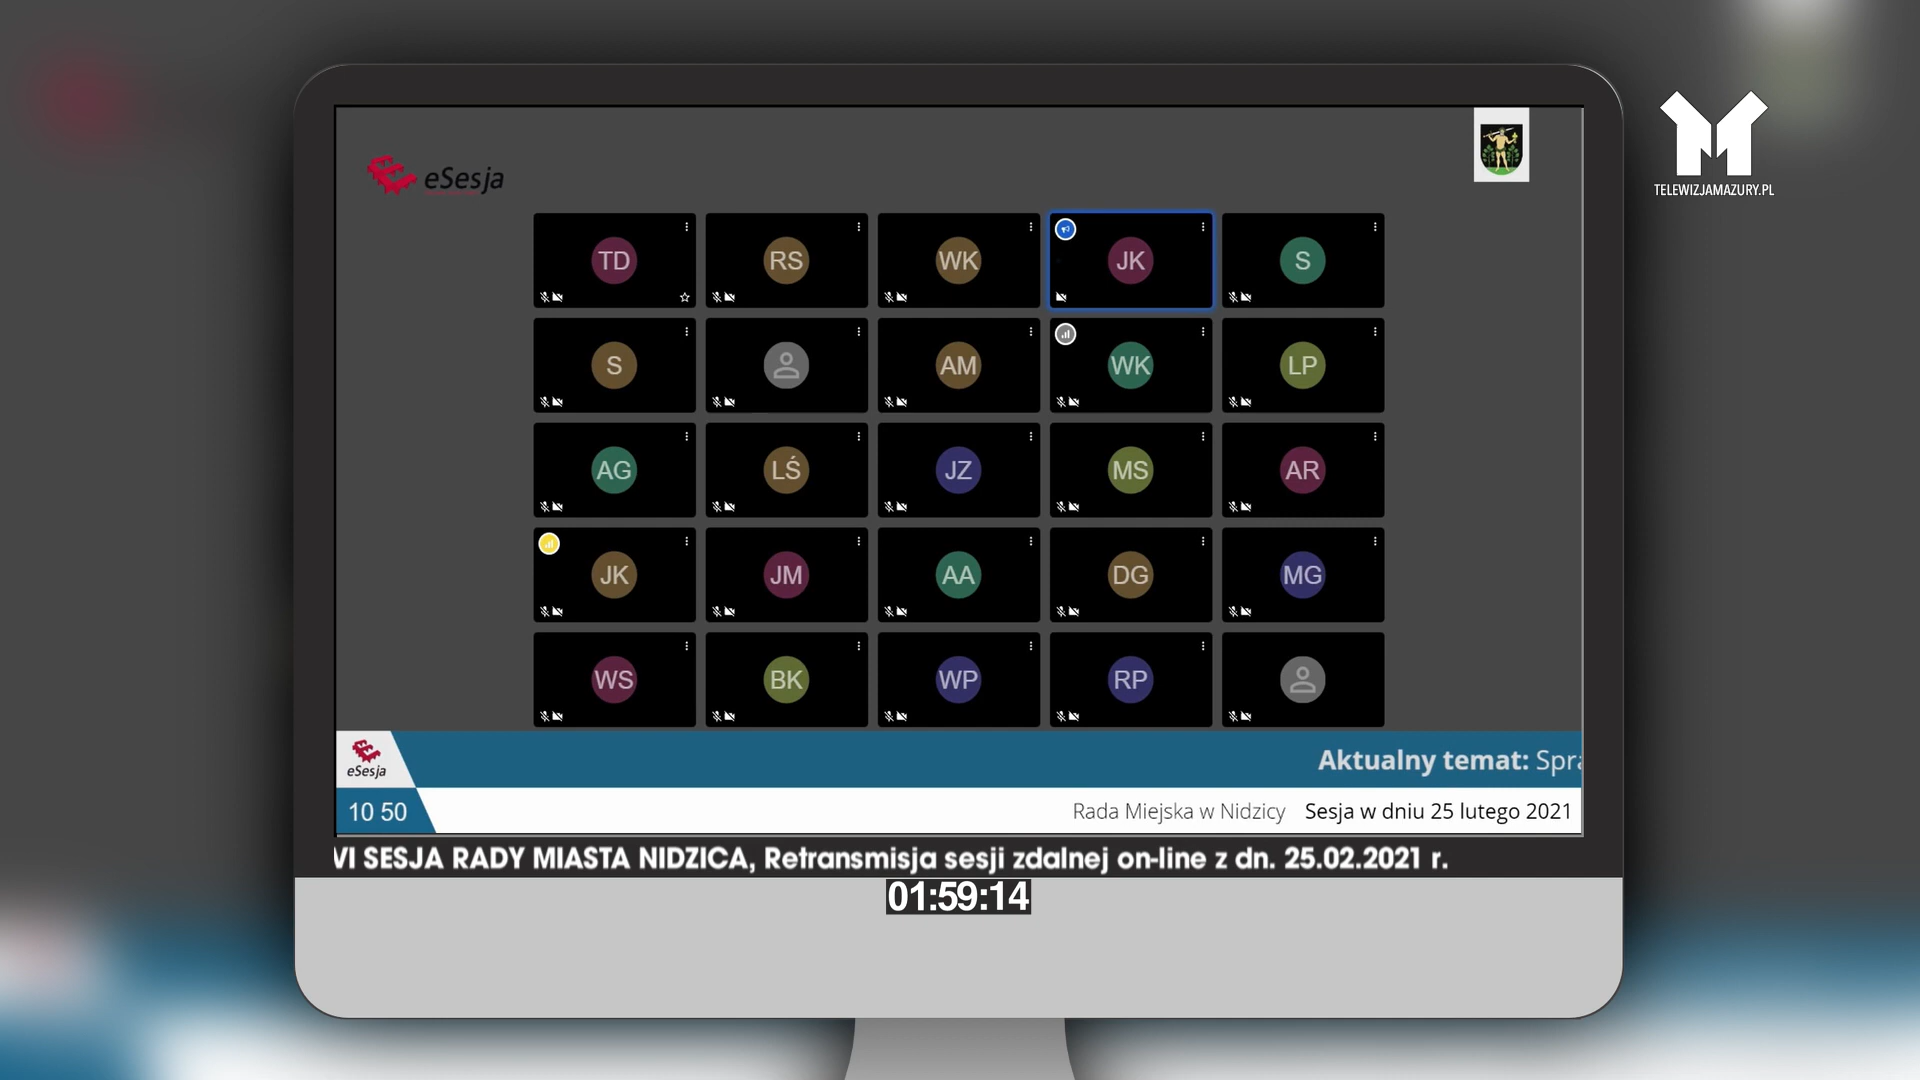 TELEWIZJAMAZURY.PL
eSesja
TD RS WK JK S
S AM WK LP
AG LŚ JZ MS AR
JK JM AA DG MG
WS BK WP RP
Aktualny temat:
eSesja
10 50
Rada Miejska w Nidzicy Sesja w dniu 25 lutego 2021
VI SESJA RADY MIASTA NIDZICA, Retransmisja sesji zdalnej on-line z dn. 25.02.2021 r.
01:59:14